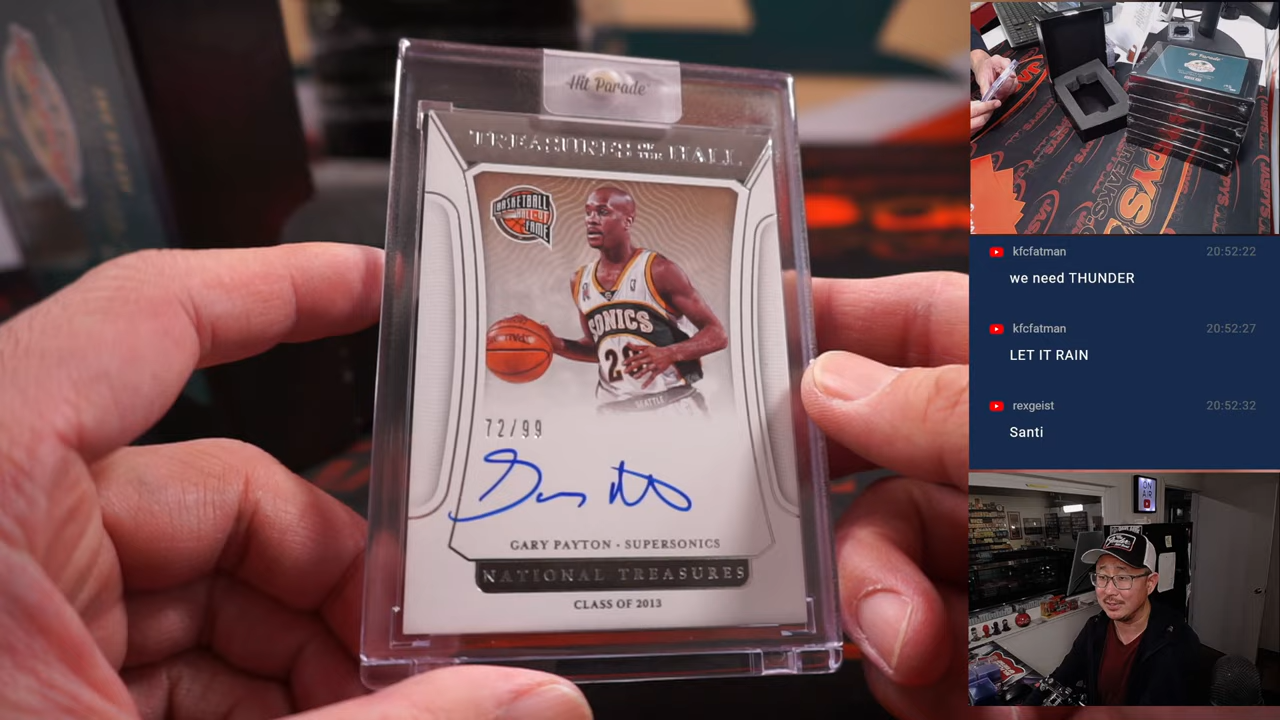 Hit Parade
TREASURES OF THE HALL
BASKETBALL
HALL OF
FAME
SONICS
20
SEATTLE
72/99
GARY PAYTON • SUPERSONICS
NATIONAL TREASURES
CLASS OF 2013
kfcfatman 20:52:22
we need THUNDER
kfcfatman 20:52:27
LET IT RAIN
rexgeist 20:52:32
Santi
ON
AIR